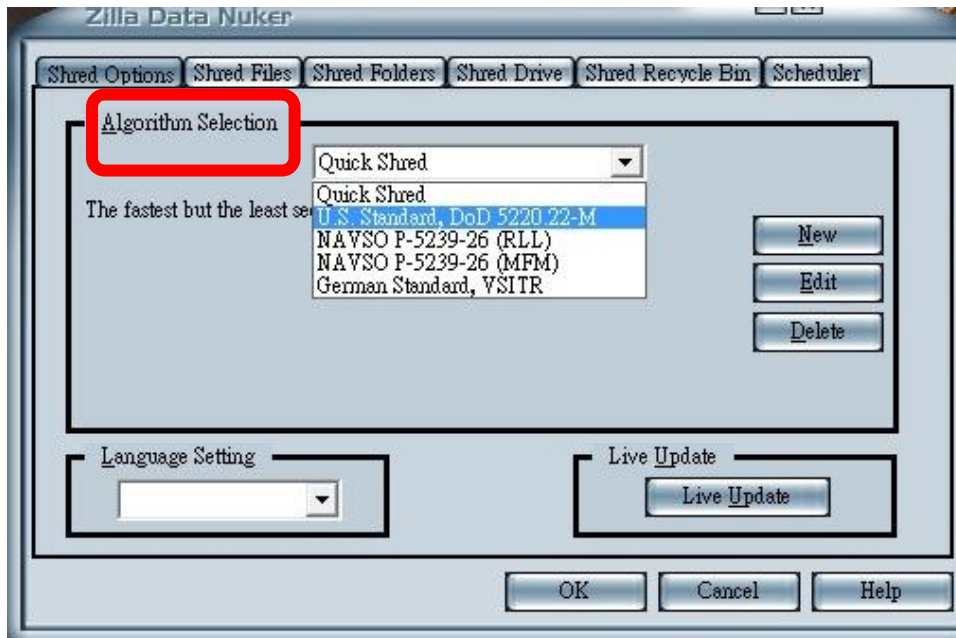 Zilla Data Nuker
Shred Options Shred Files Shred Folders Shred Drive Shred Recycle Bin Scheduler
Algorithm Selection
Quick Shred
The fastest but the least se
Quick Shred
U.S. Standard, DoD 5220.22-M
NAVSO P-5239-26 (RLL)
NAVSO P-5239-26 (MFM)
German Standard, VSITR
New
Edit
Delete
Language Setting
Live Update
Live Update
OK Cancel Help